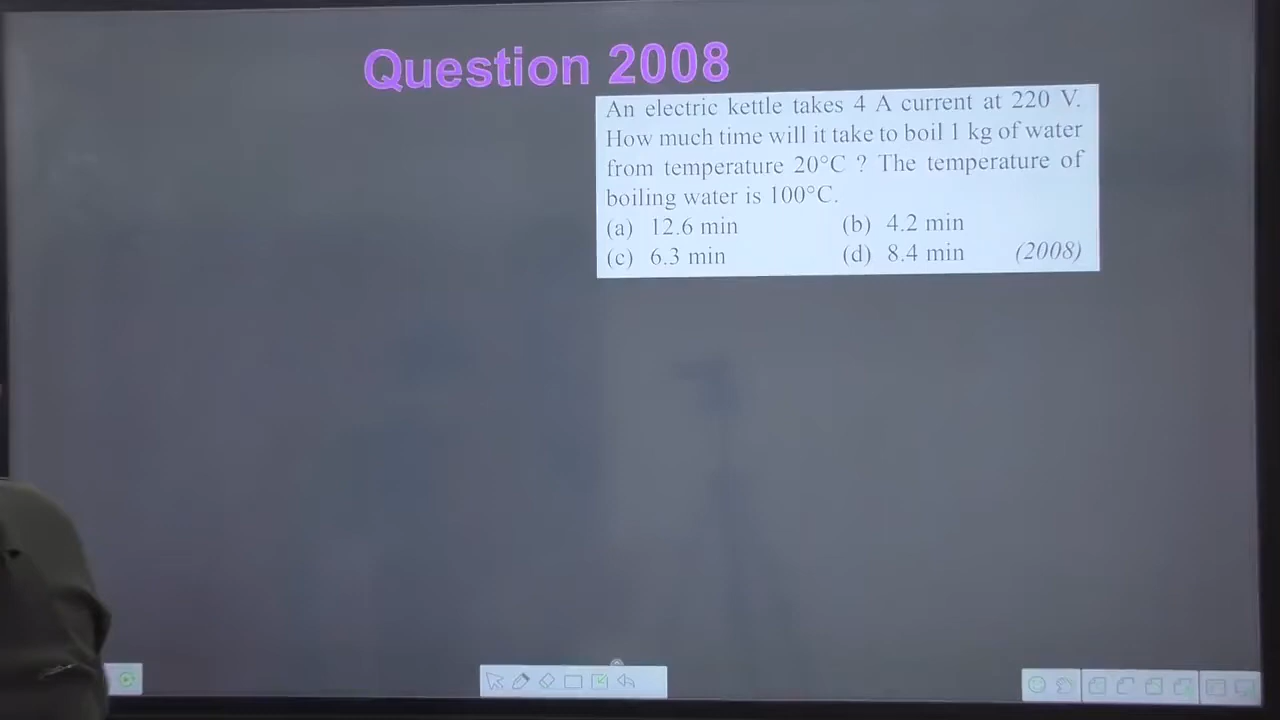 Question 2008
An electric kettle takes 4 A current at 220 V.
How much time will it take to boil 1 kg of water
from temperature 20°C ? The temperature of
boiling water is 100°C.
(a) 12.6 min (b) 4.2 min
(c) 6.3 min (d) 8.4 min (2008)